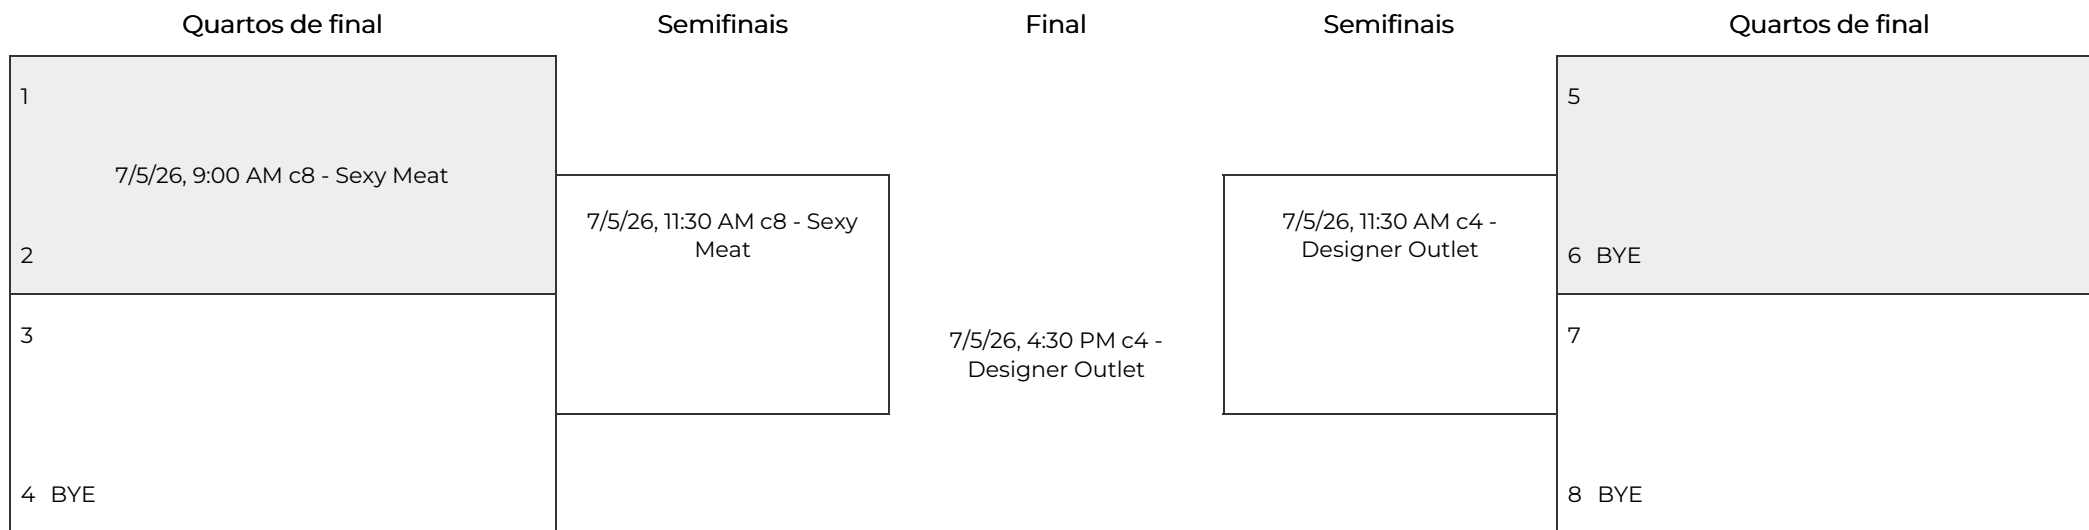 Quartos de final
Semifinais
Final
Semifinais
Quartos de final
1
7/5/26, 9:00 AM c8 - Sexy Meat
2
3
4 BYE
7/5/26, 11:30 AM c8 - Sexy
Meat
7/5/26, 4:30 PM c4 -
Designer Outlet
7/5/26, 11:30 AM c4 -
Designer Outlet
5
6 BYE
7
8 BYE